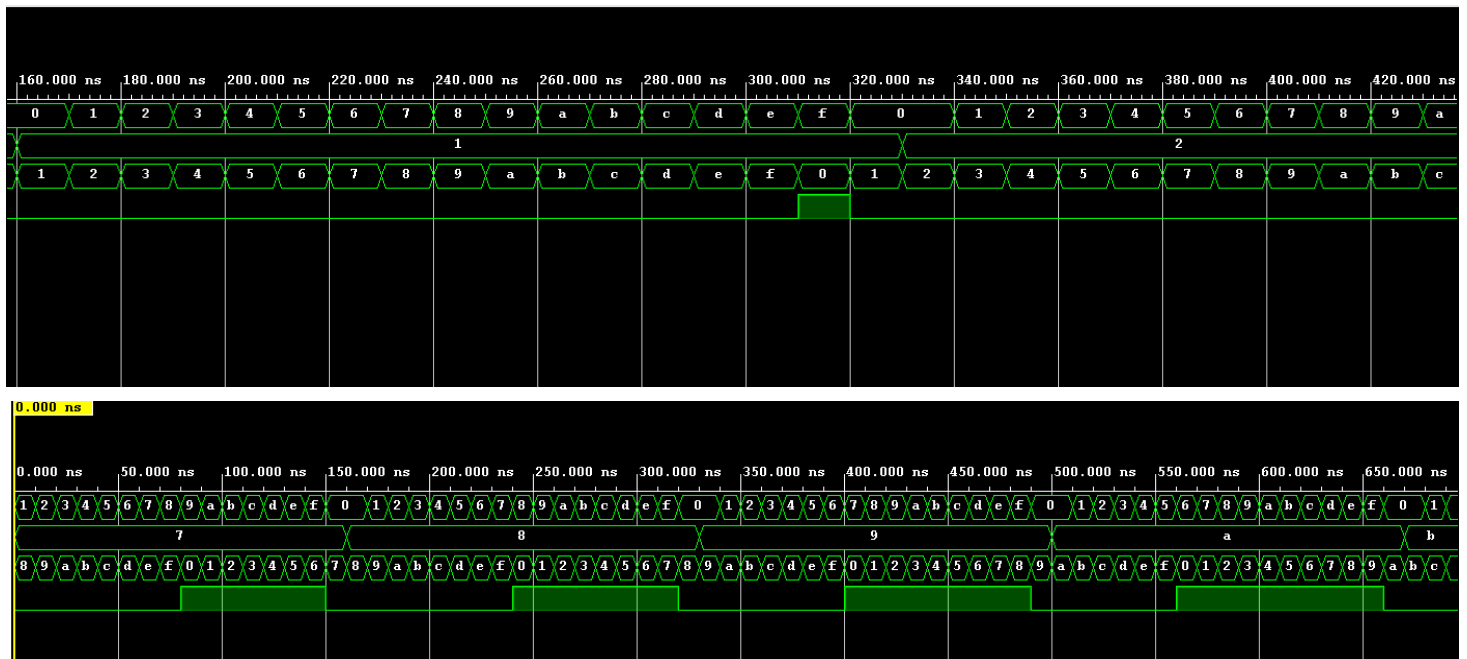 160.000 ns 180.000 ns 200.000 ns 220.000 ns 240.000 ns 260.000 ns 280.000 ns 300.000 ns 320.000 ns 340.000 ns 360.000 ns 380.000 ns 400.000 ns 420.000 ns
0 1 2 3 4 5 6 7 8 9 a b c d e f 0 1 2 3 4 5 6 7 8 9 a
1 2
1 2 3 4 5 6 7 8 9 a b c d e f 0 1 2 3 4 5 6 7 8 9 a b c
0.000 ns
0.000 ns 50.000 ns 100.000 ns 150.000 ns 200.000 ns 250.000 ns 300.000 ns 350.000 ns 400.000 ns 450.000 ns 500.000 ns 550.000 ns 600.000 ns 650.000 ns
1 2 3 4 5 6 7 8 9 a b c d e f 0 1 2 3 4 5 6 7 8 9 a b c d e f 0 1 2 3 4 5 6 7 8 9 a b c d e f 0 1 2 3 4 5 6 7 8 9 a b c d e f 0 1
7 8 9 a b
8 9 a b c d e f 0 1 2 3 4 5 6 7 8 9 a b c d e f 0 1 2 3 4 5 6 7 8 9 a b c d e f 0 1 2 3 4 5 6 7 8 9 a b c d e f 0 1 2 3 4 5 6 7 8 9 a b c